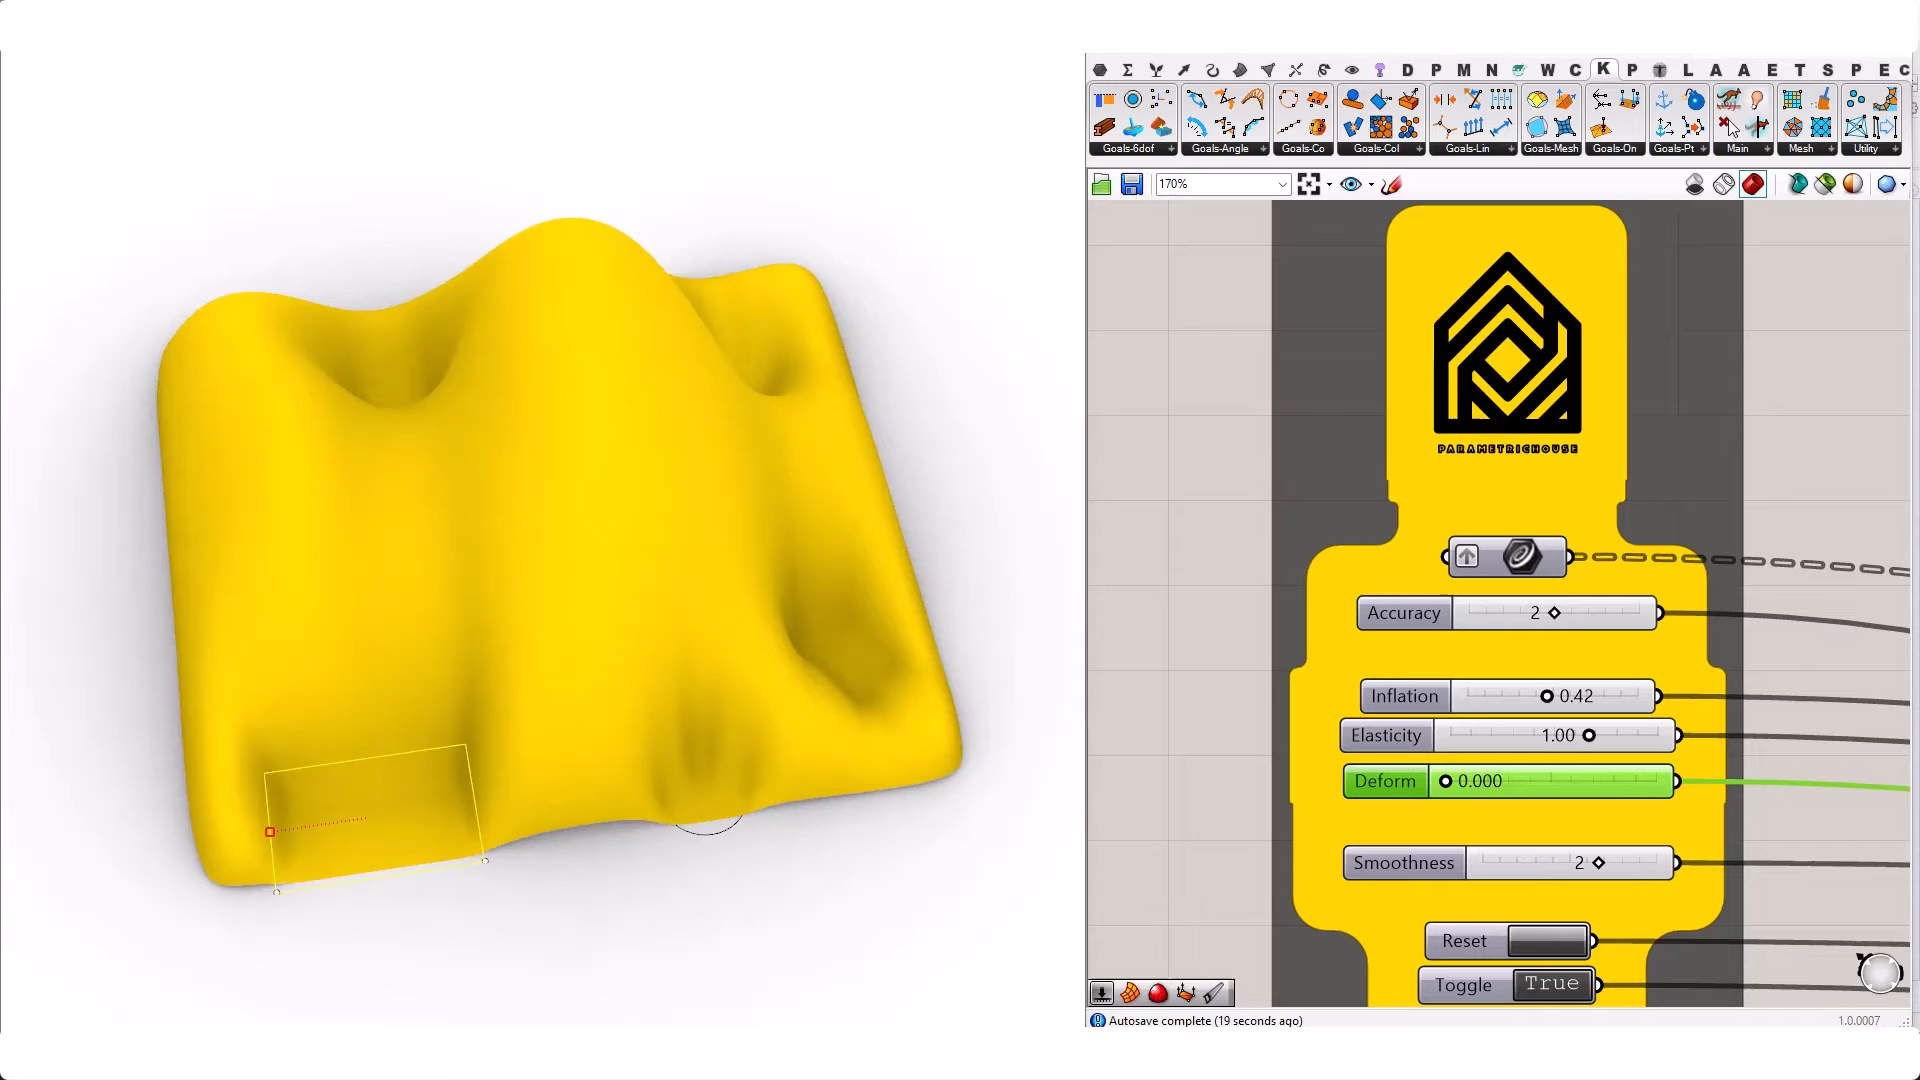 Σ D P M N W C K P L A A E T S P E C
Goals-6dof Goals-Angle Goals-Co Goals-Col Goals-Lin Goals-Mesh Goals-On Goals-Pt Main Mesh Utility
170%
PARAMETRICHOUSE
Accuracy 2
Inflation 0.42
Elasticity 1.00
Deform 0.000
Smoothness 2
Reset
Toggle True
Autosave complete (19 seconds ago)
1.0.0007